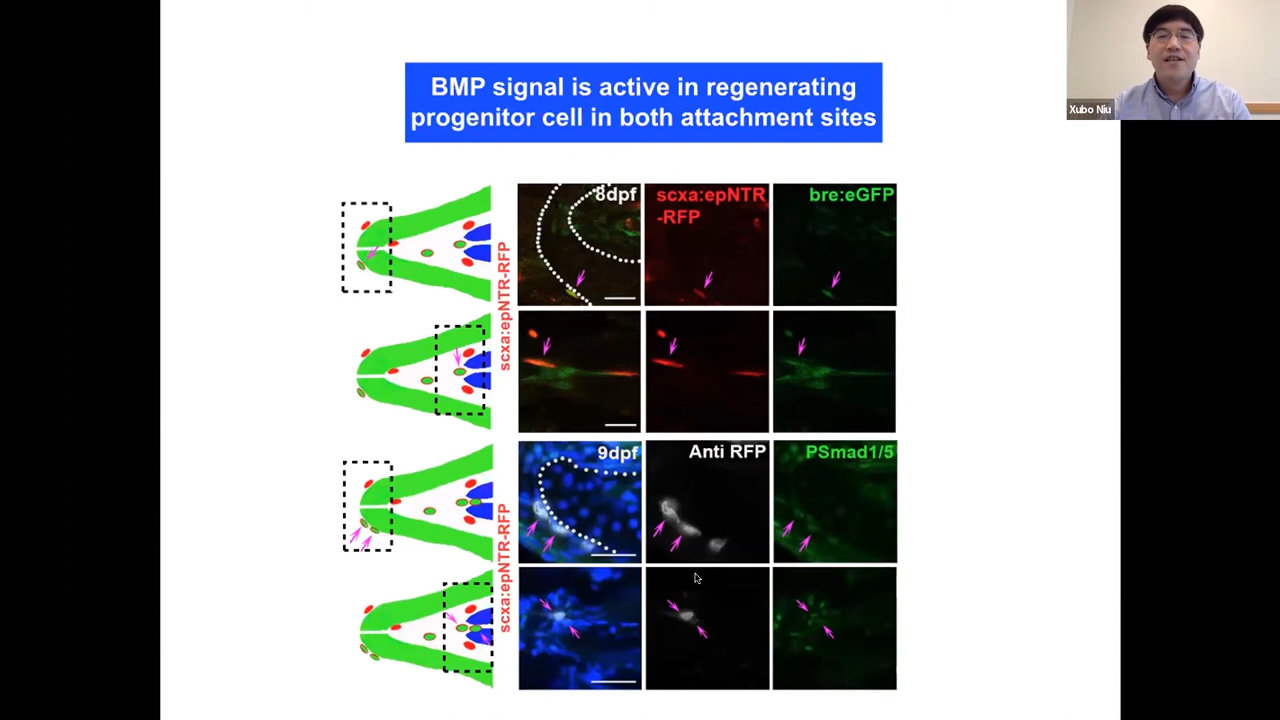 BMP signal is active in regenerating
progenitor cell in both attachment sites
Xubo Niu
scxa:epNTR-RFP
8dpf
scxa:epNTR
-RFP
bre:eGFP
scxa:epNTR-RFP
9dpf
Anti RFP
PSmad1/5